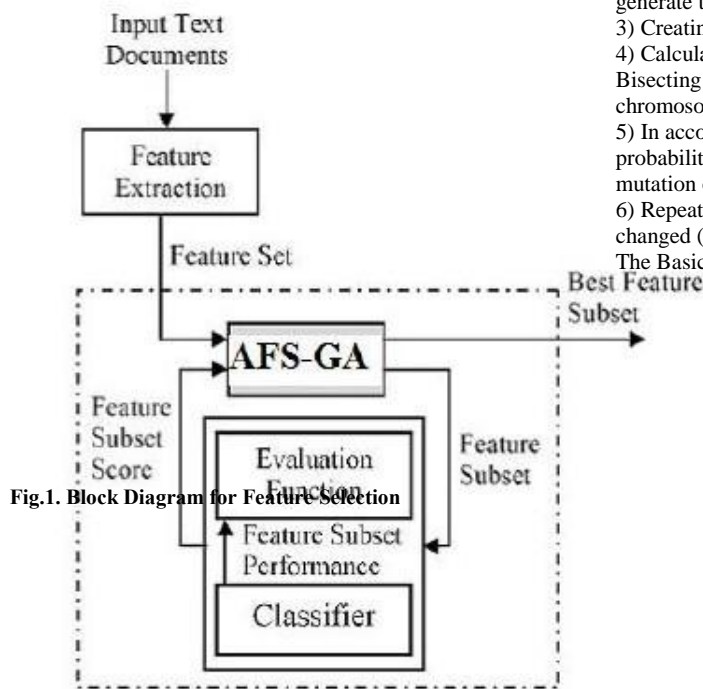 Input Text
Documents
Feature
Extraction
Feature Set
AFS-GA
Best Feature
Subset
Feature
Subset
Score
Evaluation
Function
Feature
Subset
Fig.1. Block Diagram for Feature Selection
Feature Subset
Performance
Classifier
generate t
3) Creatin
4) Calcula
Bisecting
chromoso
5) In acco
probabilit
mutation
6) Repeat
changed (
The Basic